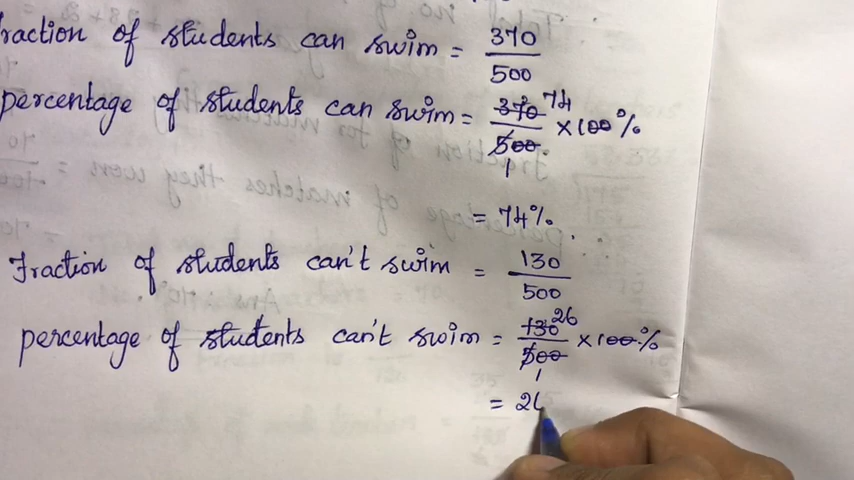 raction of students can swim = 370/500
percentage of students can swim = 370/500 74/1 × 100%
= 74%.
Fraction of students can't swim = 130/500
percentage of students can't swim = 130/500 26/1 × 100%
= 2